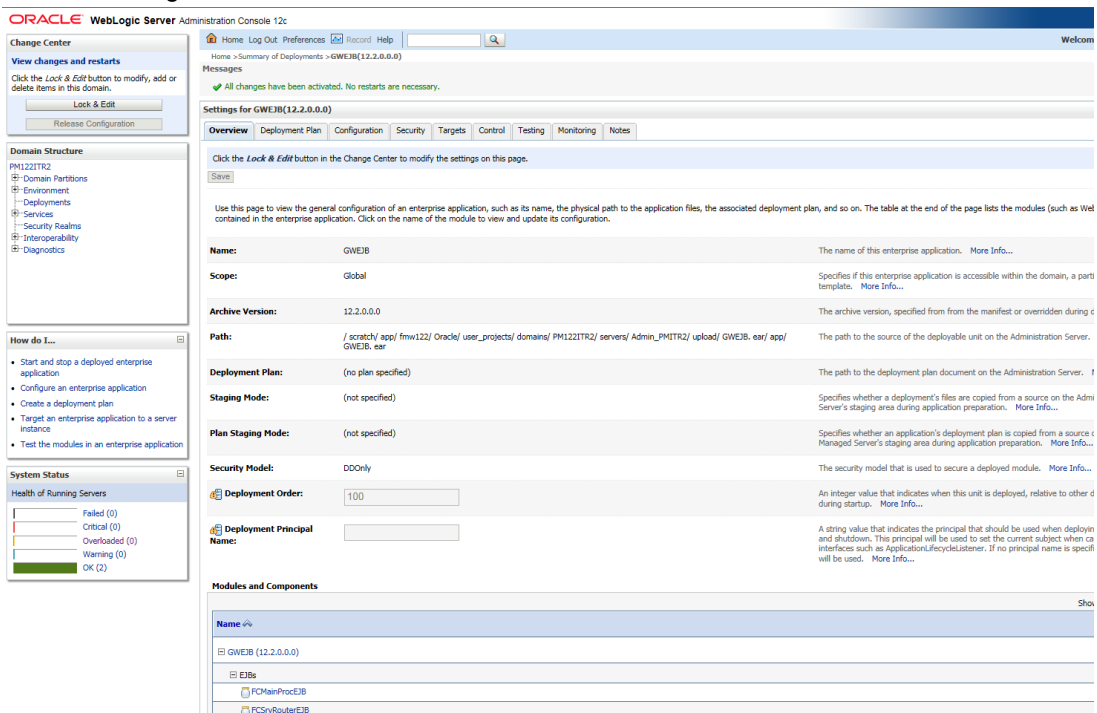 ORACLE WebLogic Server Administration Console 12c
Change Center
View changes and restarts
Click the Lock & Edit button to modify, add or
delete items in this domain.
Lock & Edit
Release Configuration
Domain Structure
PM122ITR2
Domain Partitions
Environment
Deployments
Services
Security Realms
Interoperability
Diagnostics
How do I...
Start and stop a deployed enterprise
application
Configure an enterprise application
Create a deployment plan
Target an enterprise application to a server
instance
Test the modules in an enterprise application
System Status
Health of Running Servers
Failed (0)
Critical (0)
Overloaded (0)
Warning (0)
OK (2)
Home Log Out Preferences Record Help
Welcom
Home >Summary of Deployments >GWEJB(12.2.0.0.0)
Messages
All changes have been activated. No restarts are necessary.
Settings for GWEJB(12.2.0.0.0)
Overview Deployment Plan Configuration Security Targets Control Testing Monitoring Notes
Click the Lock & Edit button in the Change Center to modify the settings on this page.
Save
Use this page to view the general configuration of an enterprise application, such as its name, the physical path to the application files, the associated deployment plan, and so on. The table at the end of the page lists the modules (such as Web
contained in the enterprise application. Click on the name of the module to view and update its configuration.
Name: GWEJB The name of this enterprise application. More Info...
Scope: Global Specifies if this enterprise application is accessible within the domain, a parti
template. More Info...
Archive Version: 12.2.0.0.0 The archive version, specified from from the manifest or overridden during d
Path: / scratch/ app/ fmw122/ Oracle/ user_projects/ domains/ PM122ITR2/ servers/ Admin_PMITR2/ upload/ GWEJB. ear/ app/ The path to the source of the deployable unit on the Administration Server.
GWEJB. ear
Deployment Plan: (no plan specified) The path to the deployment plan document on the Administration Server.
Staging Mode: (not specified) Specifies whether a deployment's files are copied from a source on the Admi
Server's staging area during application preparation. More Info...
Plan Staging Mode: (not specified) Specifies whether an application's deployment plan is copied from a source o
Managed Server's staging area during application preparation. More Info...
Security Model: DDOnly The security model that is used to secure a deployed module. More Info...
Deployment Order: 100 An integer value that indicates when this unit is deployed, relative to other d
during startup. More Info...
Deployment Principal A string value that indicates the principal that should be used when deployin
Name: and shutdown. This principal will be used to set the current subject when ca
interfaces such as ApplicationLifecycleListener. If no principal name is specifi
will be used. More Info...
Modules and Components
Show
Name
GWEJB (12.2.0.0.0)
EJBs
FCMainProcEJB
FCSrvRouterEJB